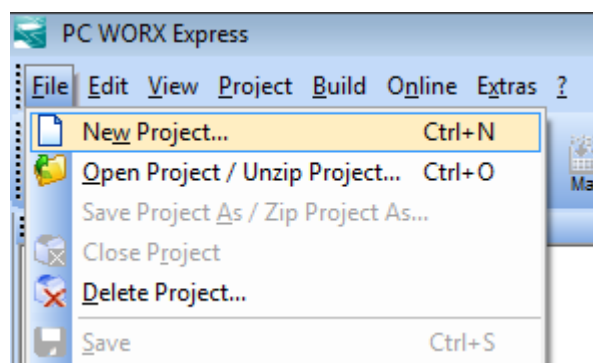 PC WORX Express
File Edit View Project Build Online Extras ?
New Project... Ctrl+N
Open Project / Unzip Project... Ctrl+O
Save Project As / Zip Project As...
Close Project
Delete Project...
Save Ctrl+S
Ma